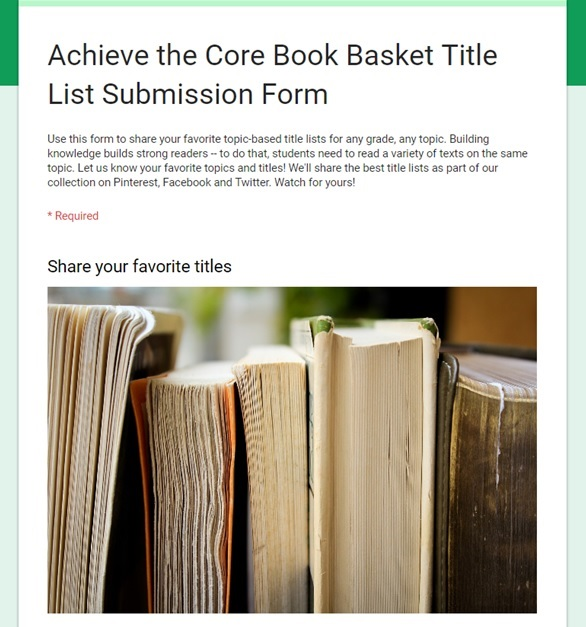 Achieve the Core Book Basket Title
List Submission Form
Use this form to share your favorite topic-based title lists for any grade, any topic. Building
knowledge builds strong readers -- to do that, students need to read a variety of texts on the same
topic. Let us know your favorite topics and titles! We'll share the best title lists as part of our
collection on Pinterest, Facebook and Twitter. Watch for yours!
* Required
Share your favorite titles